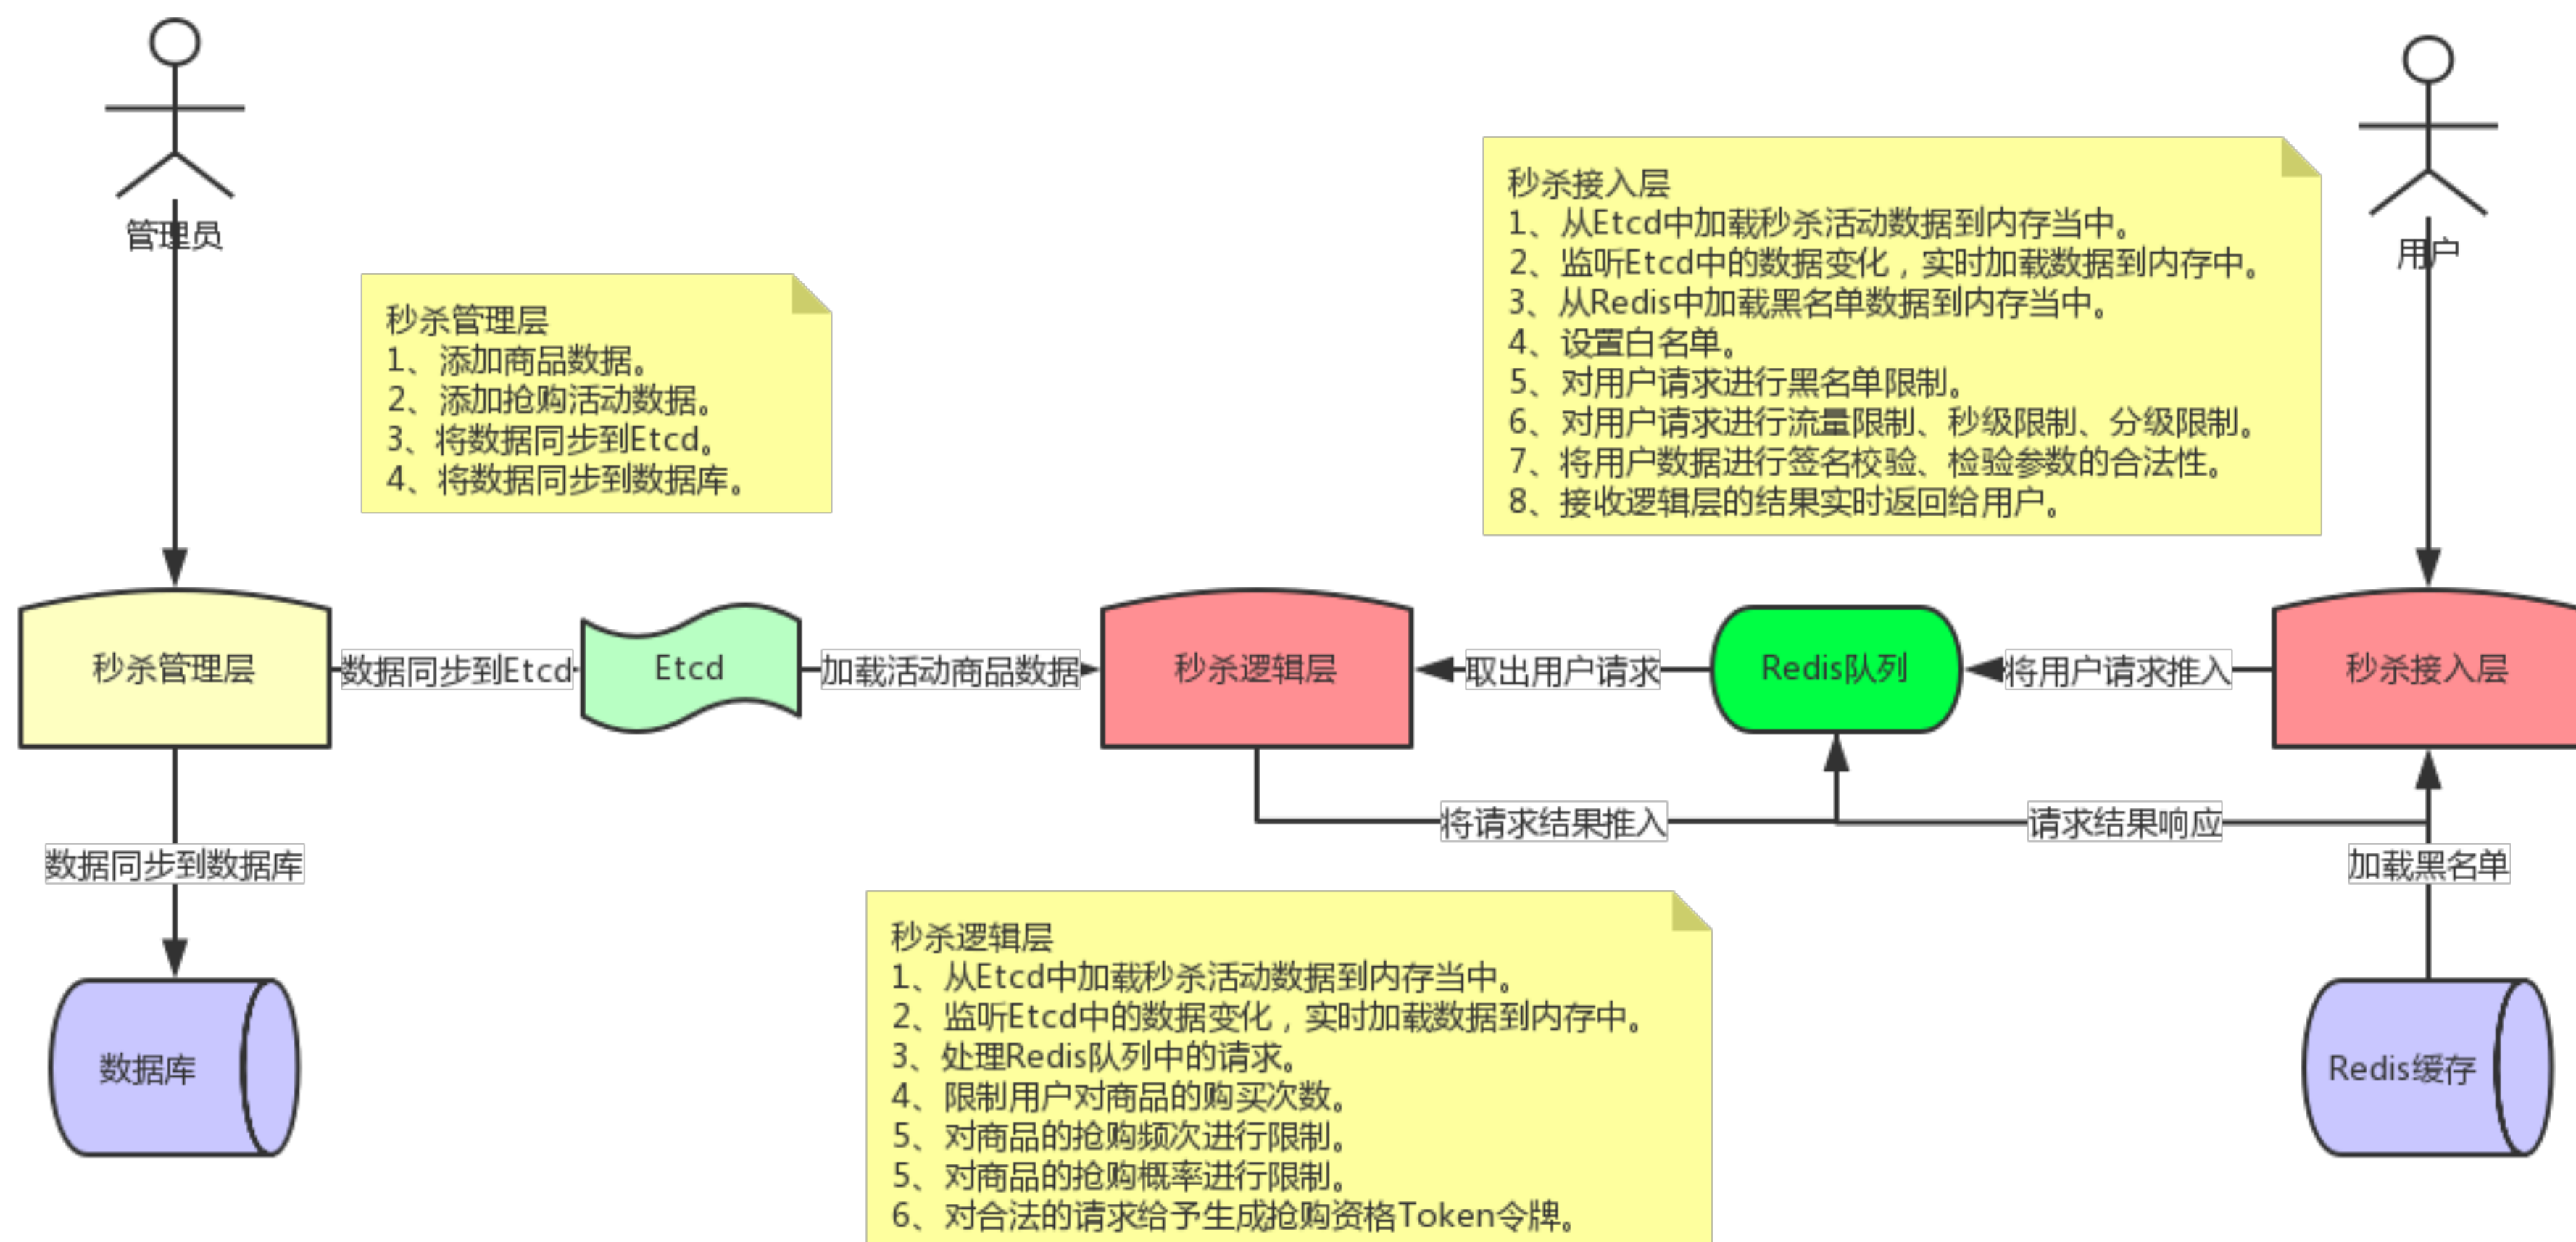 管理员
用户
秒杀管理层
1、添加商品数据。
2、添加抢购活动数据。
3、将数据同步到Etcd。
4、将数据同步到数据库。
秒杀接入层
1、从Etcd中加载秒杀活动数据到内存当中。
2、监听Etcd中的数据变化，实时加载数据到内存中。
3、从Redis中加载黑名单数据到内存当中。
4、设置白名单。
5、对用户请求进行黑名单限制。
6、对用户请求进行流量限制、秒级限制、分级限制。
7、将用户数据进行签名校验、检验参数的合法性。
8、接收逻辑层的结果实时返回给用户。
秒杀管理层
数据同步到Etcd
Etcd
加载活动商品数据
秒杀逻辑层
取出用户请求
Redis队列
将用户请求推入
秒杀接入层
将请求结果推入
请求结果响应
数据同步到数据库
加载黑名单
数据库
Redis缓存
秒杀逻辑层
1、从Etcd中加载秒杀活动数据到内存当中。
2、监听Etcd中的数据变化，实时加载数据到内存中。
3、处理Redis队列中的请求。
4、限制用户对商品的购买次数。
5、对商品的抢购频次进行限制。
5、对商品的抢购概率进行限制。
6、对合法的请求给予生成抢购资格Token令牌。